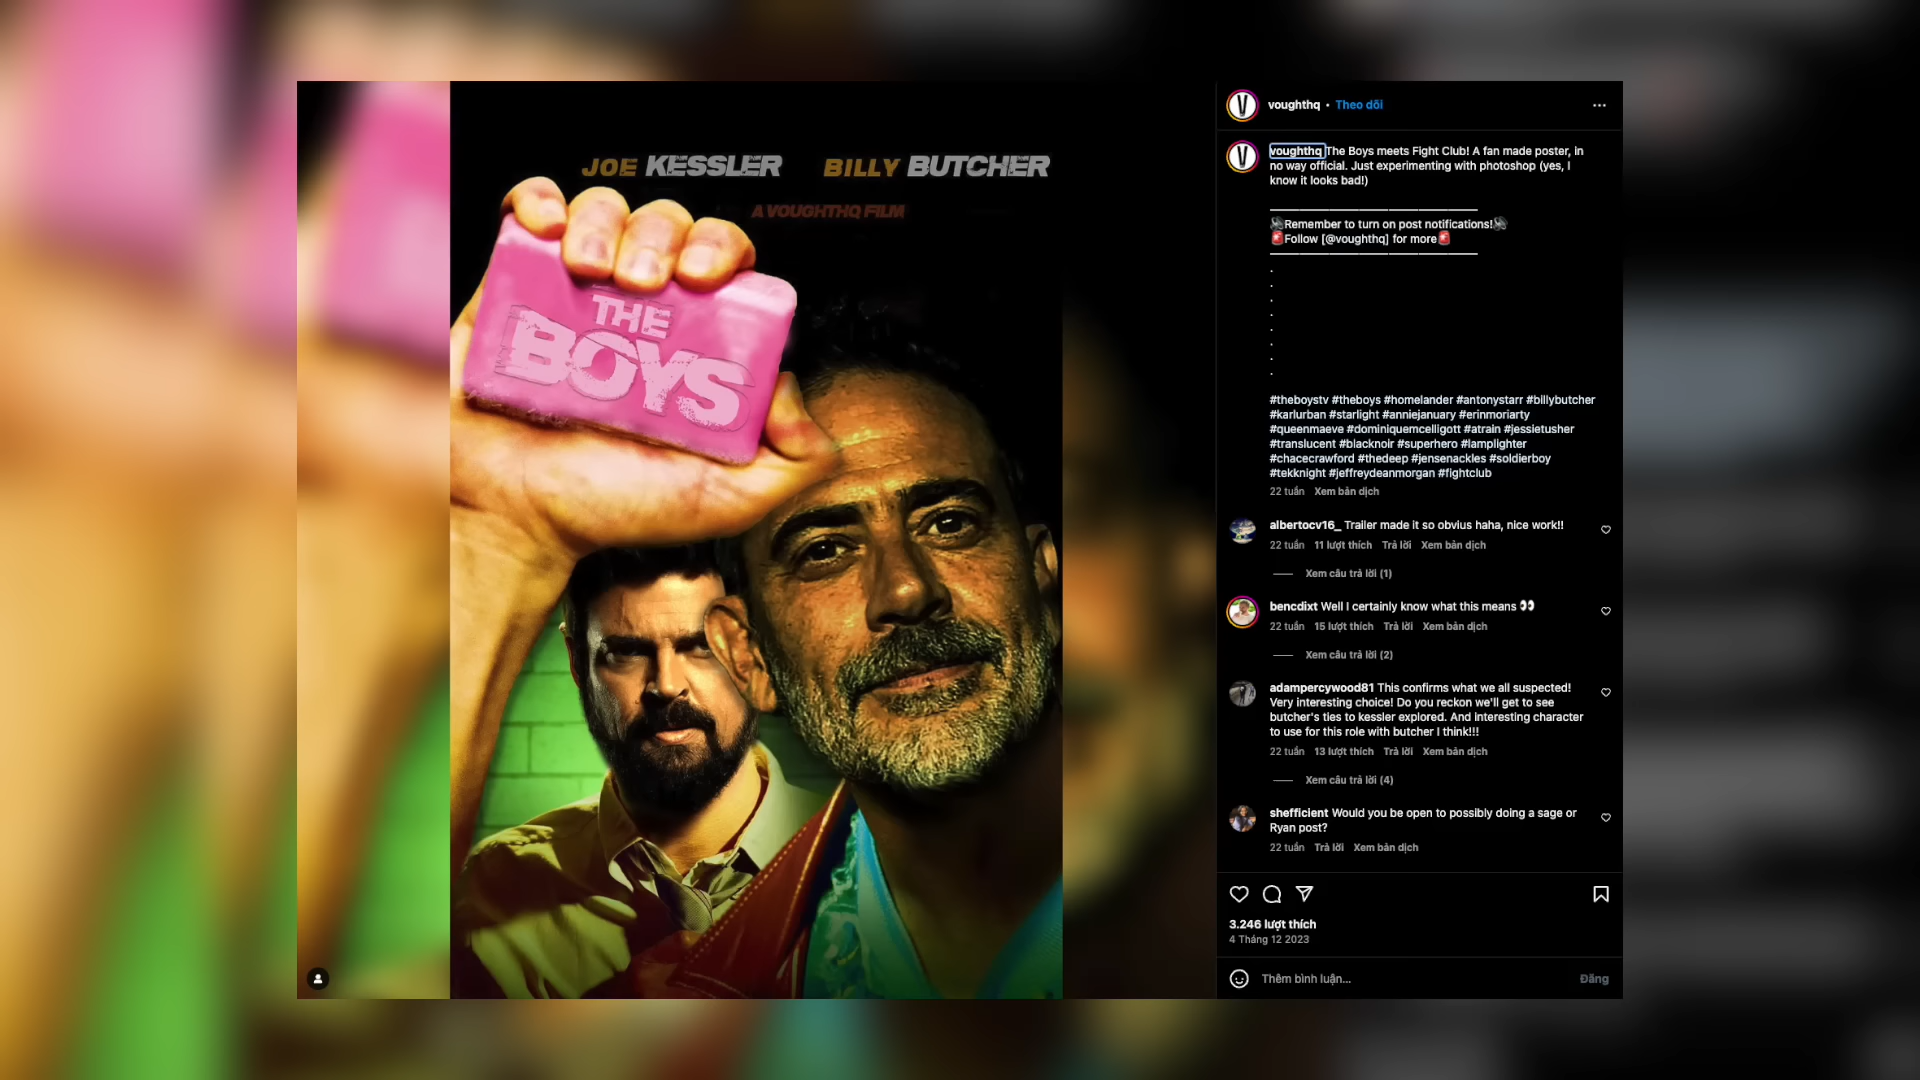 JOE KESSLER BILLY BUTCHER
A VOUGHTHQ FILM
THE
BOYS
voughthq • Theo dõi
voughthq The Boys meets Fight Club! A fan made poster, in
no way official. Just experimenting with photoshop (yes, I
know it looks bad!)
🔊Remember to turn on post notifications!🔊
🚨Follow [@voughthq] for more🚨
.
.
.
.
.
.
.
.
#theboystv #theboys #homelander #antonystarr #billybutcher
#karlurban #starlight #anniejanuary #erinmoriarty
#queenmaeve #dominiquemcelligott #atrain #jessietusher
#translucent #blacknoir #superhero #lamplighter
#chacecrawford #thedeep #jensenackles #soldierboy
#tekknight #jeffreydeanmorgan #fightclub
22 tuần Xem bản dịch
albertocv16_ Trailer made it so obvius haha, nice work!!
22 tuần 11 lượt thích Trả lời Xem bản dịch
Xem câu trả lời (1)
bencdixt Well I certainly know what this means 👀
22 tuần 15 lượt thích Trả lời Xem bản dịch
Xem câu trả lời (2)
adampercywood81 This confirms what we all suspected!
Very interesting choice! Do you reckon we'll get to see
butcher's ties to kessler explored. And interesting character
to use for this role with butcher I think!!!
22 tuần 13 lượt thích Trả lời Xem bản dịch
Xem câu trả lời (4)
shefficient Would you be open to possibly doing a sage or
Ryan post?
22 tuần Trả lời Xem bản dịch
3.246 lượt thích
4 Tháng 12 2023
Thêm bình luận... Đăng